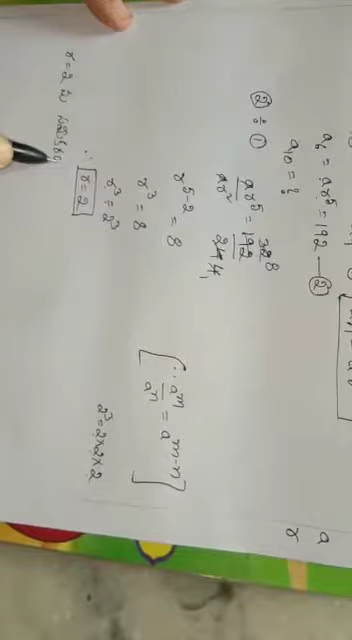 a₆ = ar⁵ = 192 — ②
a₁₀ = ?
② ÷ ①
ar⁵ / ar² = 192 / 24
r⁵⁻² = 8
[∵ aᵐ / aⁿ = aᵐ⁻ⁿ]
r³ = 8
r³ = 2³
2³ = 2×2×2
∴ r = 2
r = 2
a
r